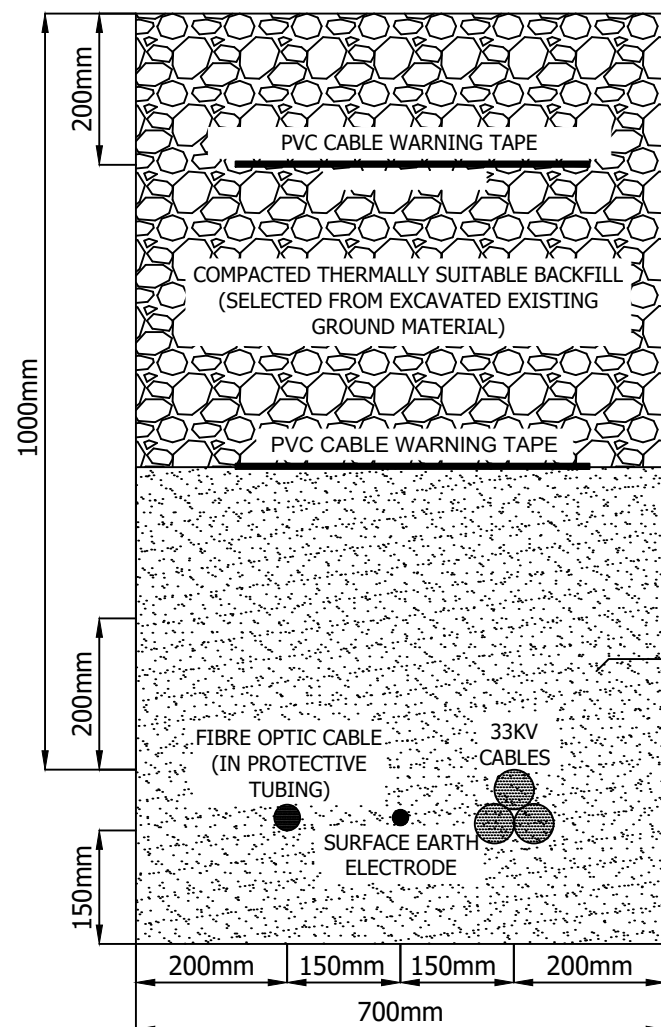 200mm
PVC CABLE WARNING TAPE
COMPACTED THERMALLY SUITABLE BACKFILL
(SELECTED FROM EXCAVATED EXISTING
GROUND MATERIAL)
1000mm
PVC CABLE WARNING TAPE
200mm
FIBRE OPTIC CABLE
(IN PROTECTIVE
TUBING)
33KV
CABLES
SURFACE EARTH
ELECTRODE
150mm
200mm 150mm 150mm 200mm
700mm